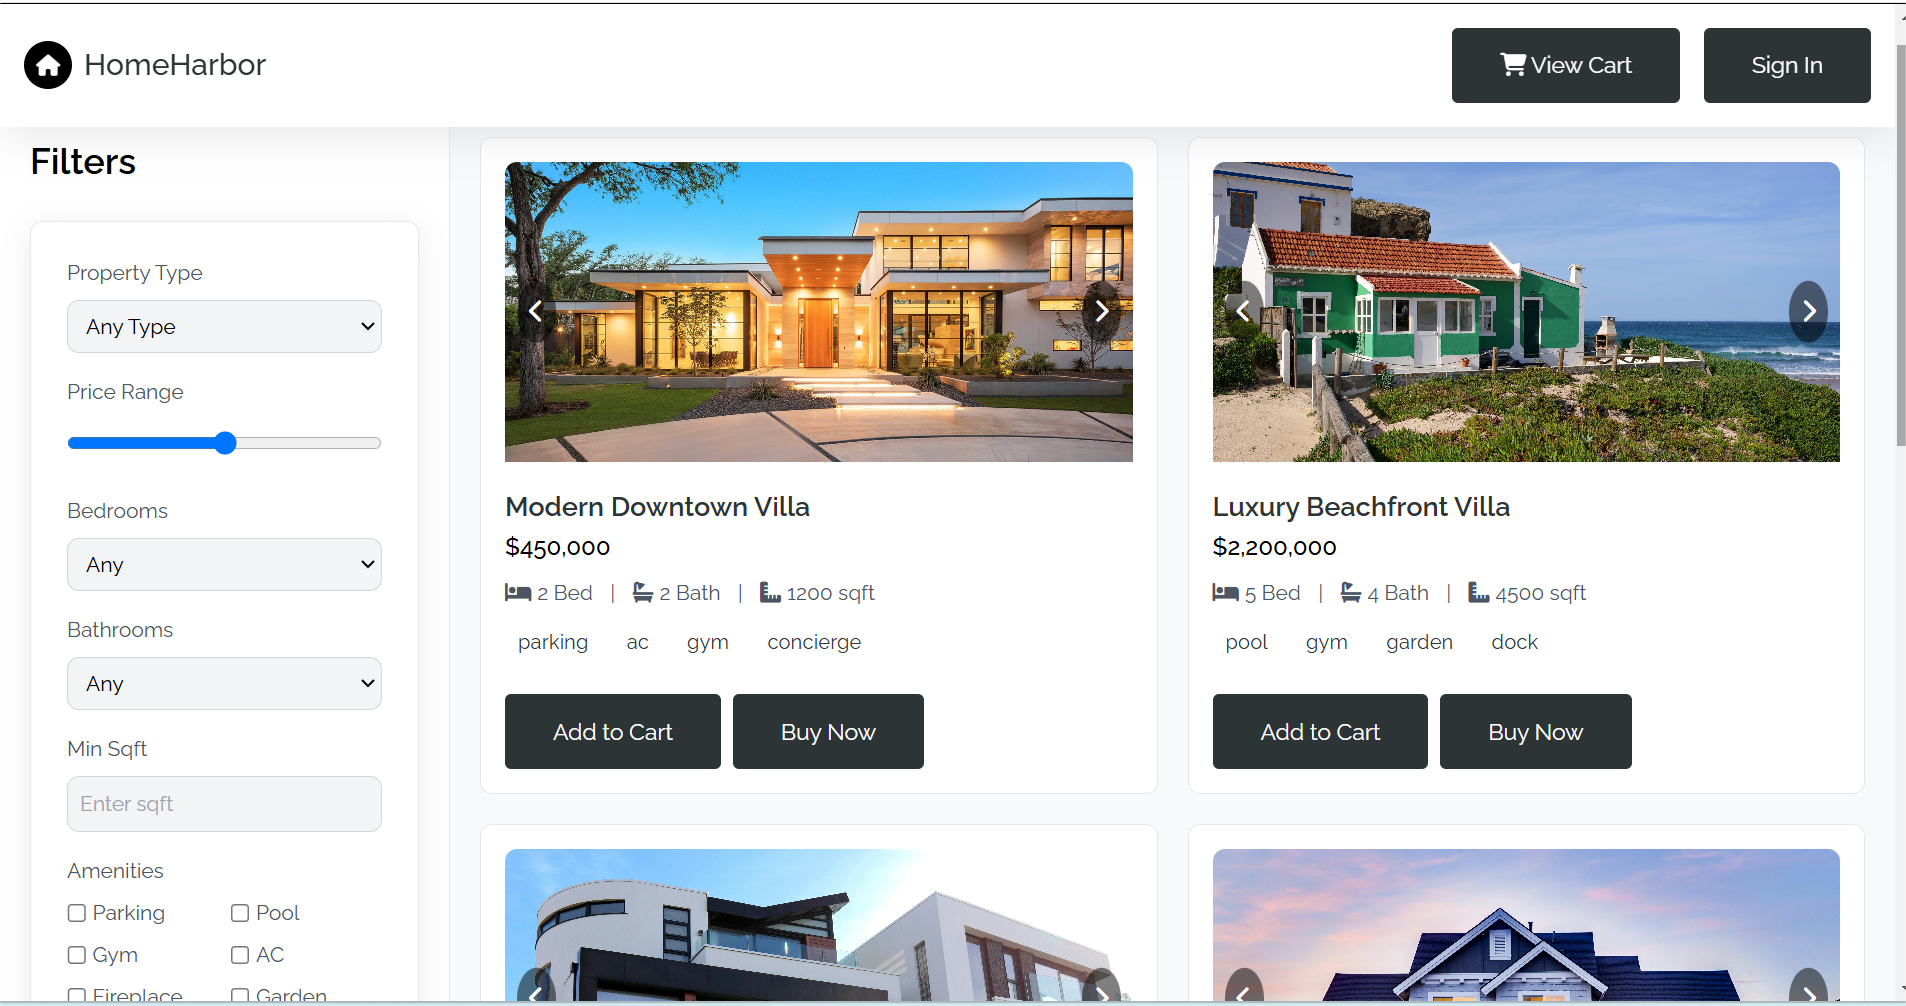 HomeHarbor
View Cart
Sign In
Filters
Property Type
Any Type
Price Range
Bedrooms
Any
Bathrooms
Any
Min Sqft
Enter sqft
Amenities
Parking
Pool
Gym
AC
Fireplace
Garden
Modern Downtown Villa
$450,000
2 Bed | 2 Bath | 1200 sqft
parking ac gym concierge
Add to Cart
Buy Now
Luxury Beachfront Villa
$2,200,000
5 Bed | 4 Bath | 4500 sqft
pool gym garden dock
Add to Cart
Buy Now